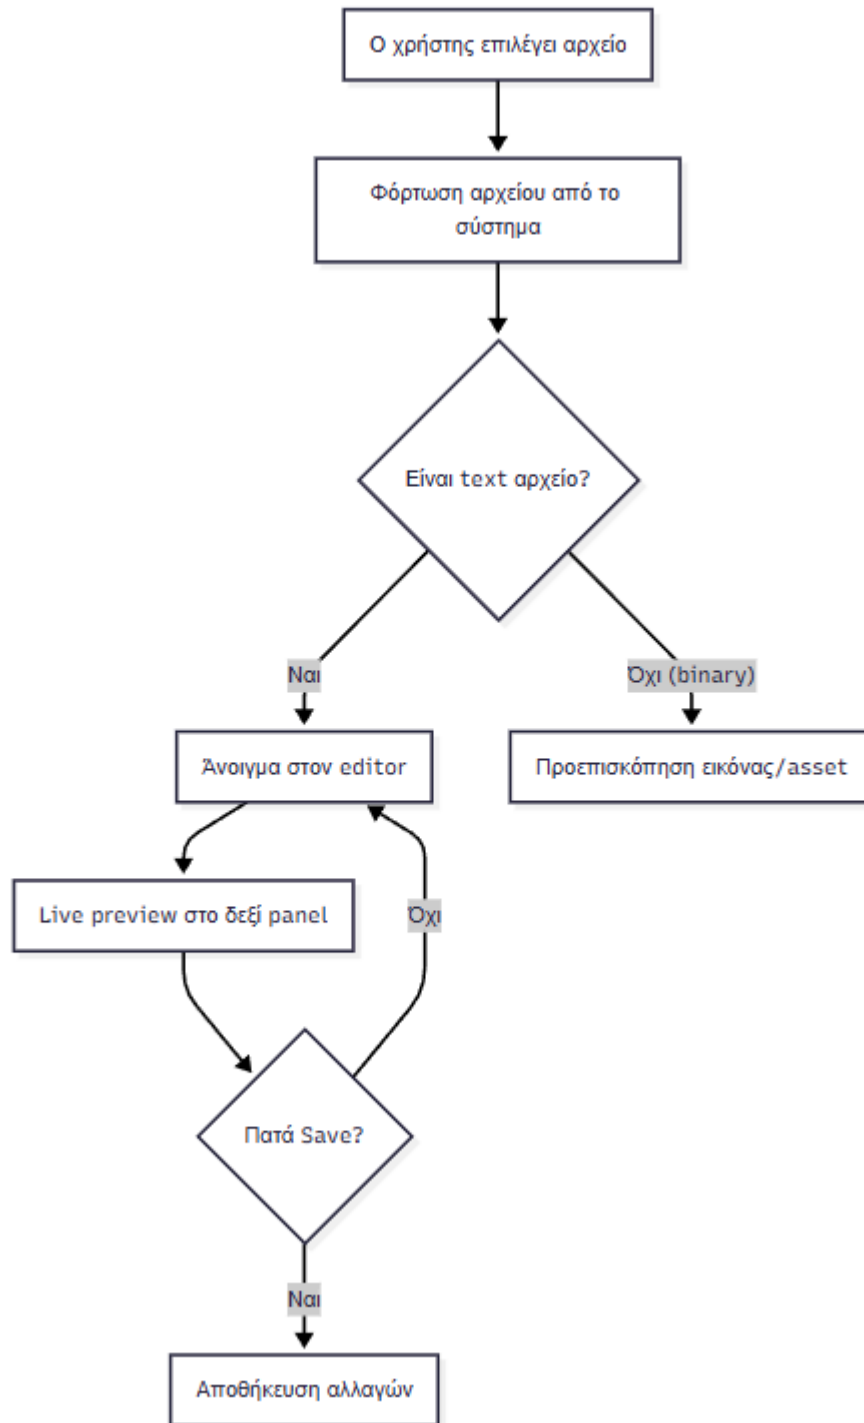 Ο χρήστης επιλέγει αρχείο
Φόρτωση αρχείου από το
σύστημα
Είναι text αρχείο?
Ναι
Όχι (binary)
Άνοιγμα στον editor
Προεπισκόπηση εικόνας/asset
Live preview στο δεξί panel
Όχι
Πατά Save?
Ναι
Αποθήκευση αλλαγών